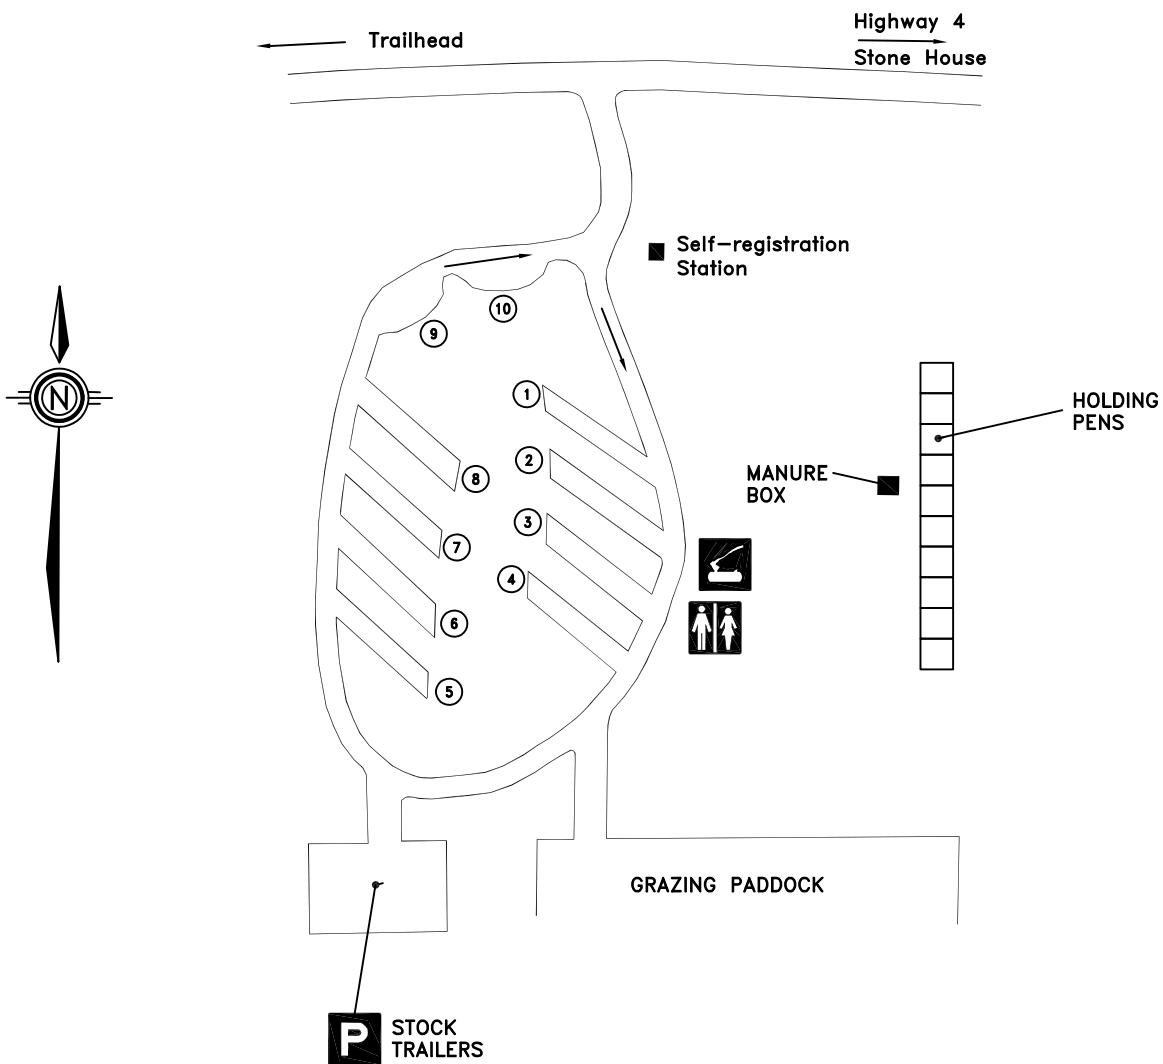 Trailhead
Highway 4
Stone House
Self-registration
Station
10
9
1
HOLDING
PENS
N
2
8
MANURE
BOX
3
7
4
6
5
GRAZING PADDOCK
P
STOCK
TRAILERS